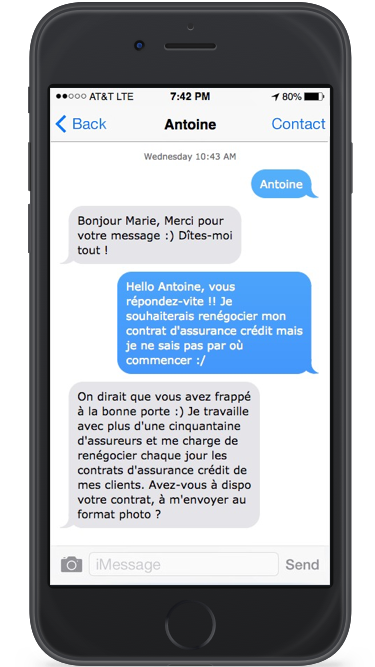 ●●○○○ AT&T LTE 7:42 PM 80%
Back Antoine Contact
Wednesday 10:43 AM
Antoine
Bonjour Marie, Merci pour
votre message :) Dîtes-moi
tout !
Hello Antoine, vous
répondez-vite !! Je
souhaiterais renégocier mon
contrat d'assurance crédit mais
je ne sais pas par où
commencer :/
On dirait que vous avez frappé
à la bonne porte :) Je travaille
avec plus d'une cinquantaine
d'assureurs et me charge de
renégocier chaque jour les
contrats d'assurance crédit de
mes clients. Avez-vous à dispo
votre contrat, à m'envoyer au
format photo ?
iMessage Send